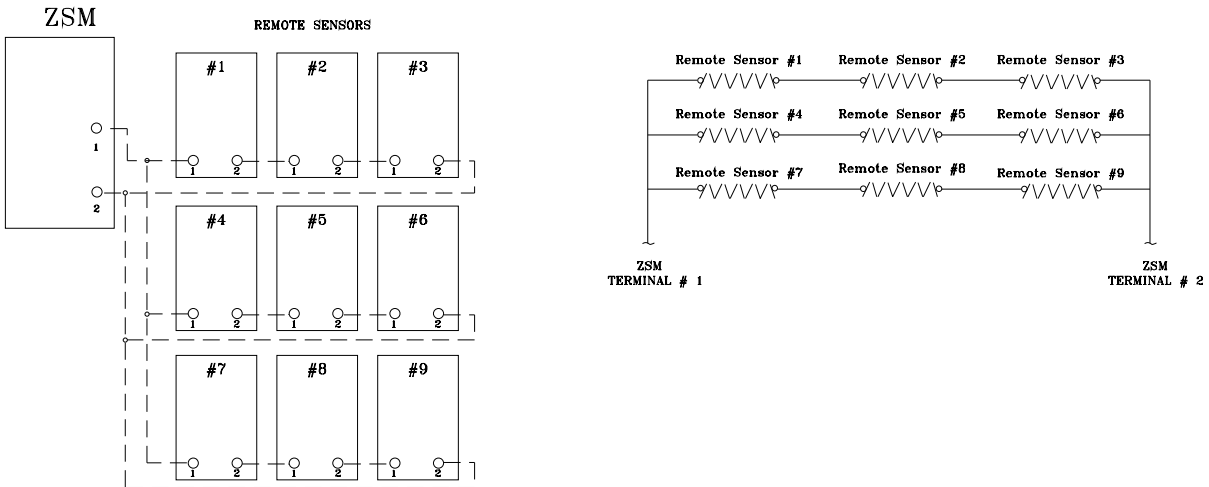 ZSM
REMOTE SENSORS
#1 #2 #3
1
1 2 1 2 1 2
2
#4 #5 #6
1 2 1 2 1 2
#7 #8 #9
1 2 1 2 1 2
Remote Sensor #1 Remote Sensor #2 Remote Sensor #3
Remote Sensor #4 Remote Sensor #5 Remote Sensor #6
Remote Sensor #7 Remote Sensor #8 Remote Sensor #9
ZSM
TERMINAL # 1
ZSM
TERMINAL # 2